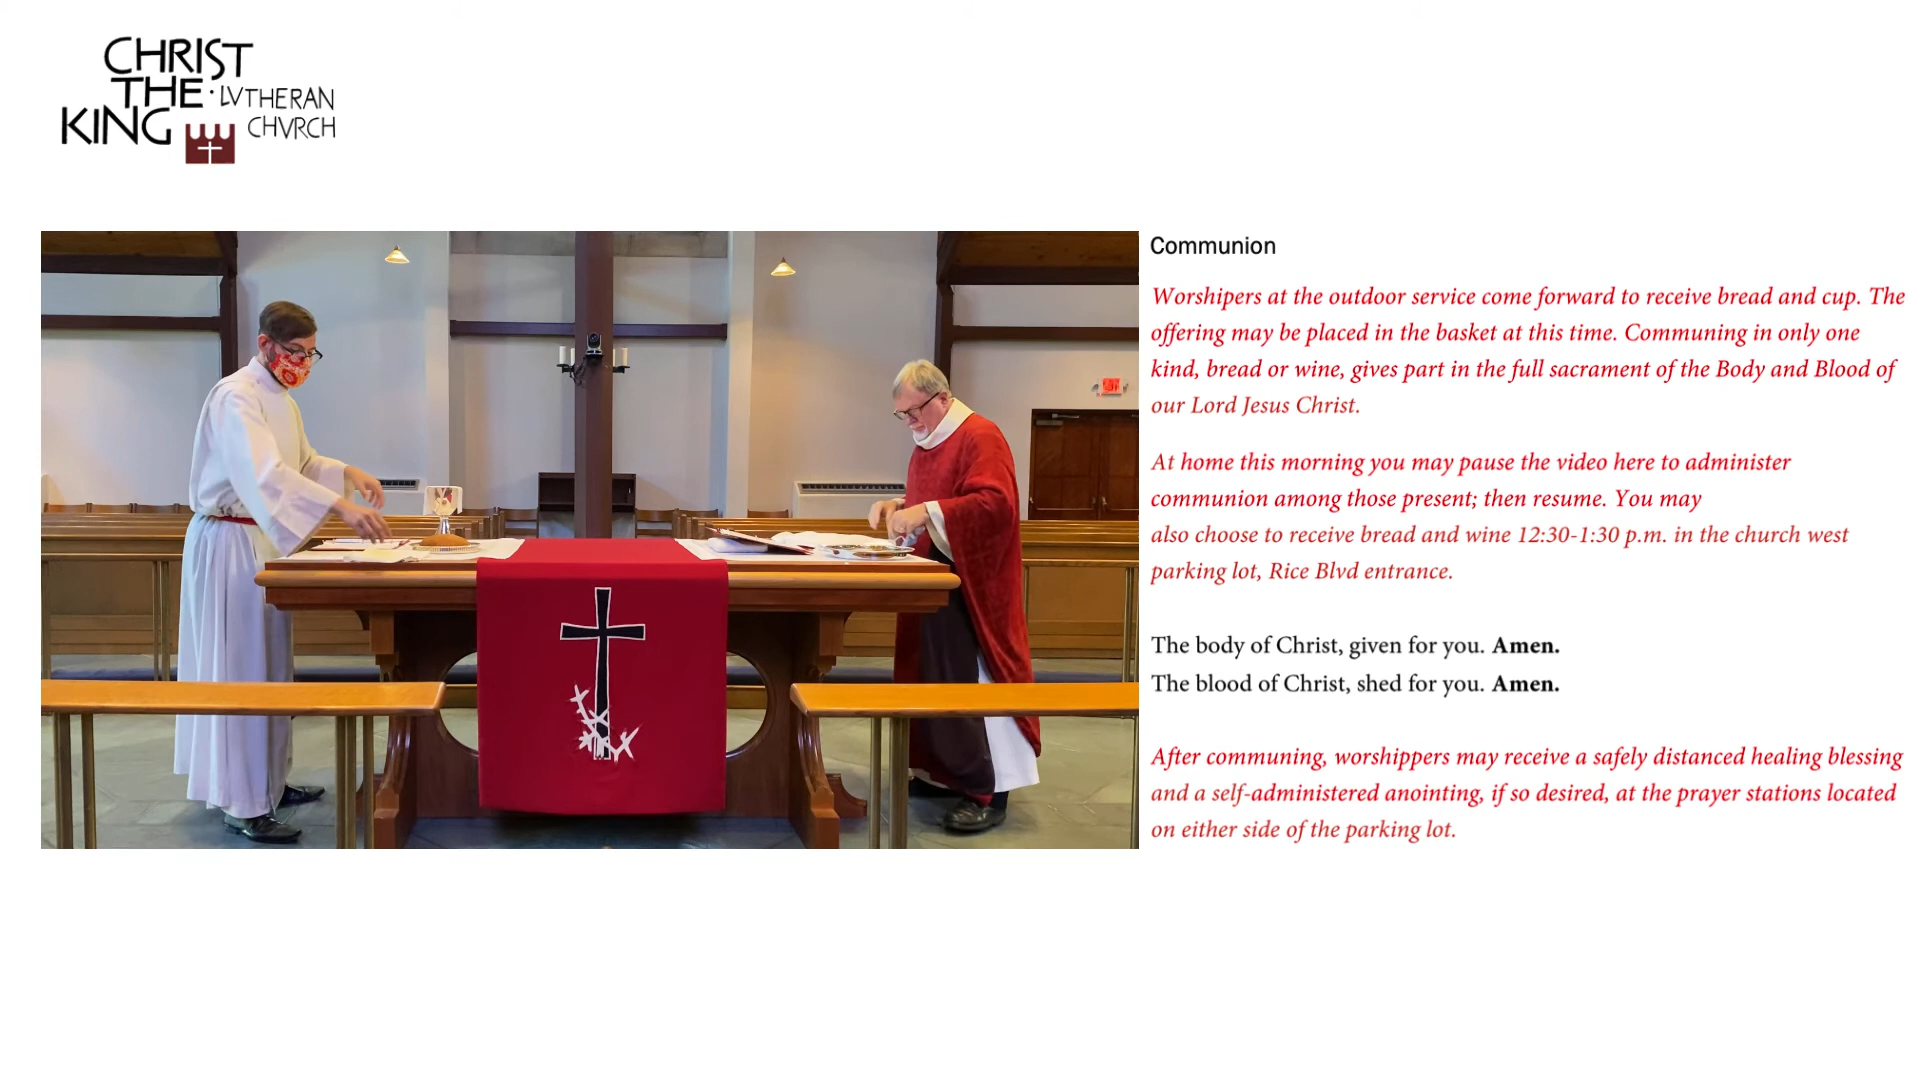 CHRIST
THE · LVTHERAN
KING CHVRCH
Communion
Worshipers at the outdoor service come forward to receive bread and cup. The
offering may be placed in the basket at this time. Communing in only one
kind, bread or wine, gives part in the full sacrament of the Body and Blood of
our Lord Jesus Christ.
At home this morning you may pause the video here to administer
communion among those present; then resume. You may
also choose to receive bread and wine 12:30-1:30 p.m. in the church west
parking lot, Rice Blvd entrance.
The body of Christ, given for you. Amen.
The blood of Christ, shed for you. Amen.
After communing, worshippers may receive a safely distanced healing blessing
and a self-administered anointing, if so desired, at the prayer stations located
on either side of the parking lot.